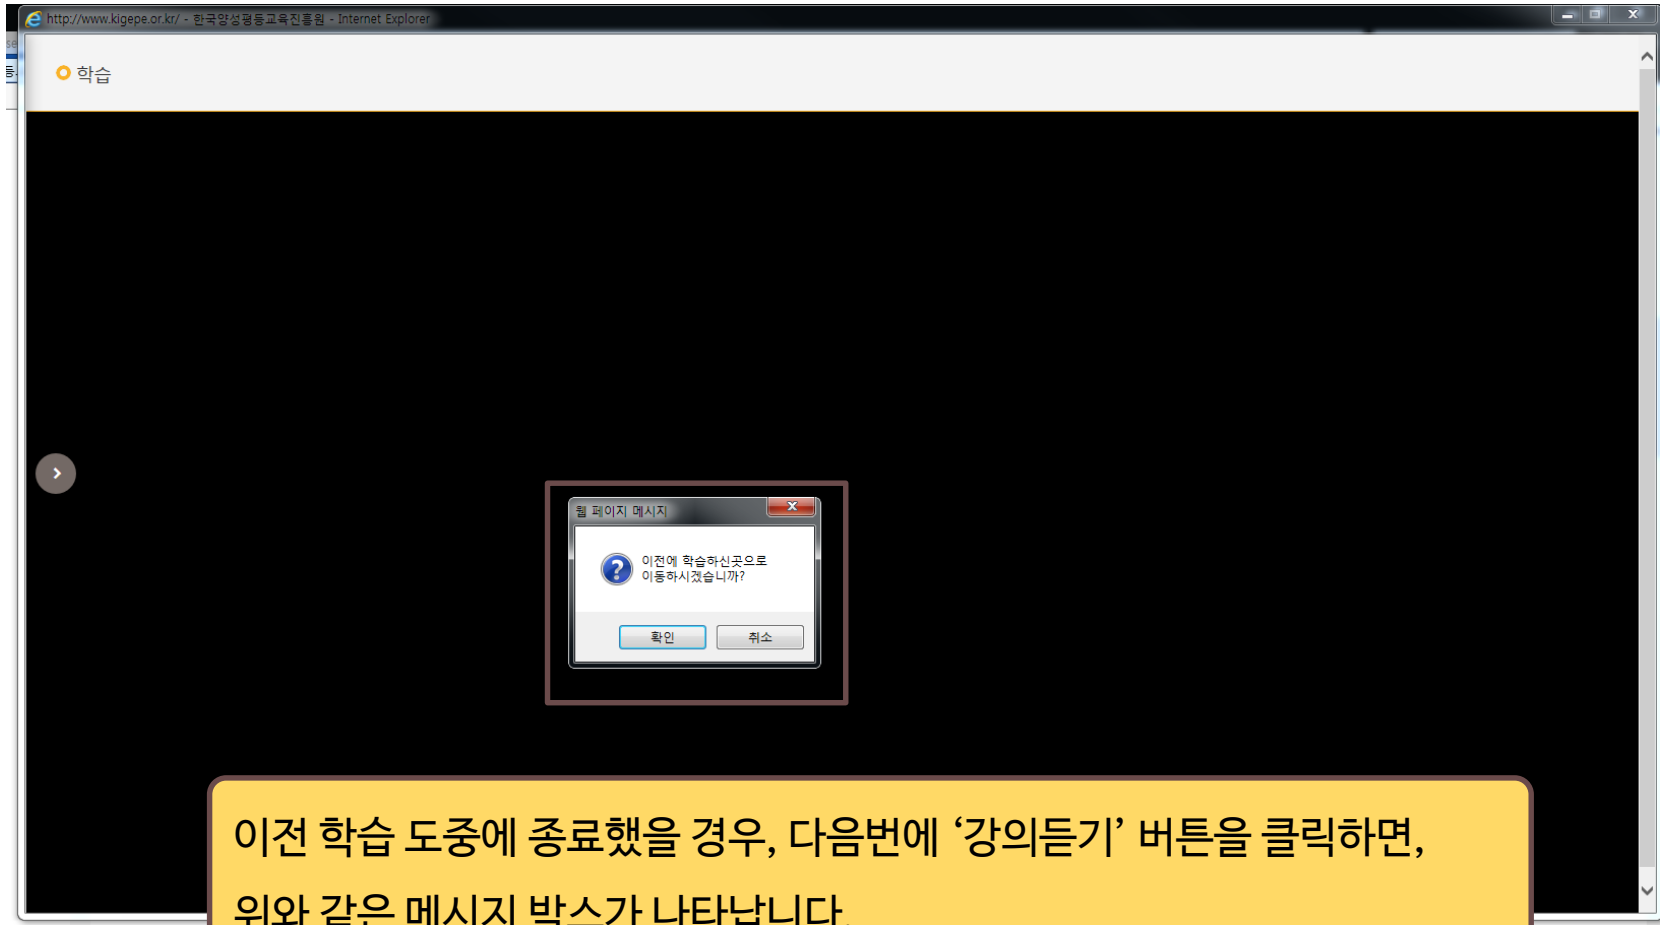 http://www.kigepe.or.kr/ - 한국양성평등교육진흥원 - Internet Explorer
학습
웹 페이지 메시지
이전에 학습하신곳으로
이동하시겠습니까?
확인 취소
이전 학습 도중에 종료했을 경우, 다음번에 ‘강의듣기’ 버튼을 클릭하면,
위와 같은 메시지 박스가 나타납니다.